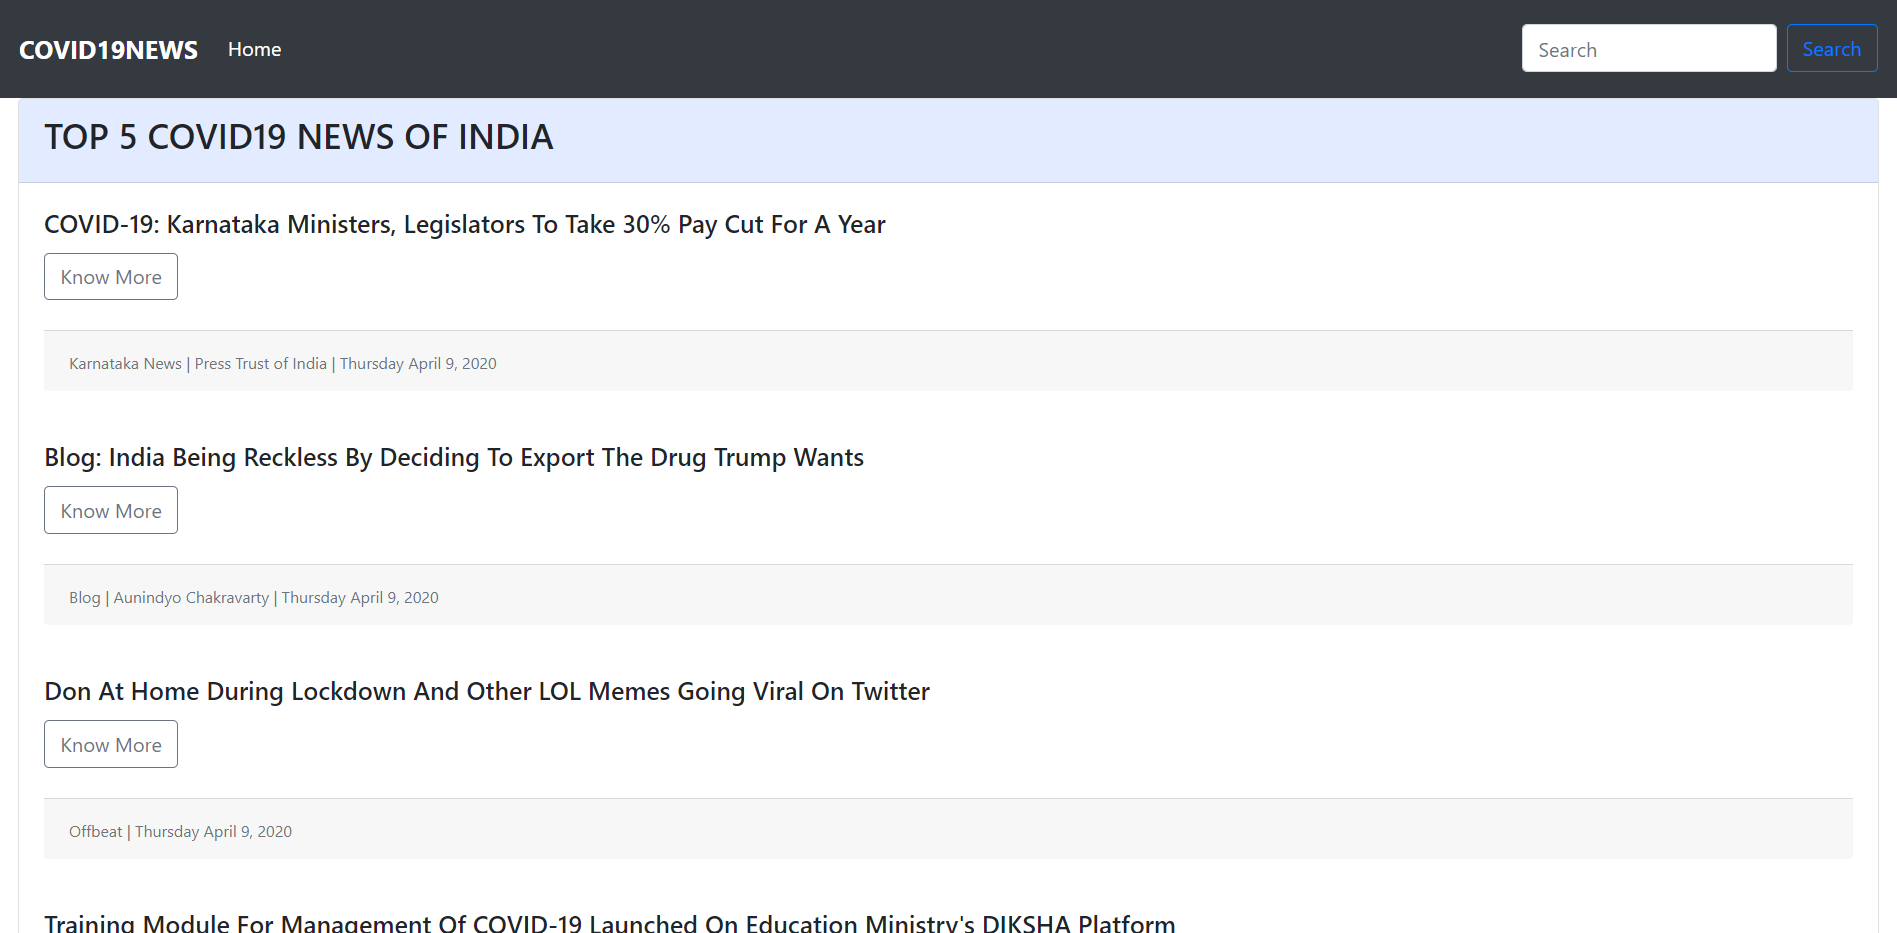 COVID19NEWS Home Search Search
TOP 5 COVID19 NEWS OF INDIA
COVID-19: Karnataka Ministers, Legislators To Take 30% Pay Cut For A Year
Know More
Karnataka News | Press Trust of India | Thursday April 9, 2020
Blog: India Being Reckless By Deciding To Export The Drug Trump Wants
Know More
Blog | Aunindyo Chakravarty | Thursday April 9, 2020
Don At Home During Lockdown And Other LOL Memes Going Viral On Twitter
Know More
Offbeat | Thursday April 9, 2020
Training Module For Management Of COVID-19 Launched On Education Ministry's DIKSHA Platform